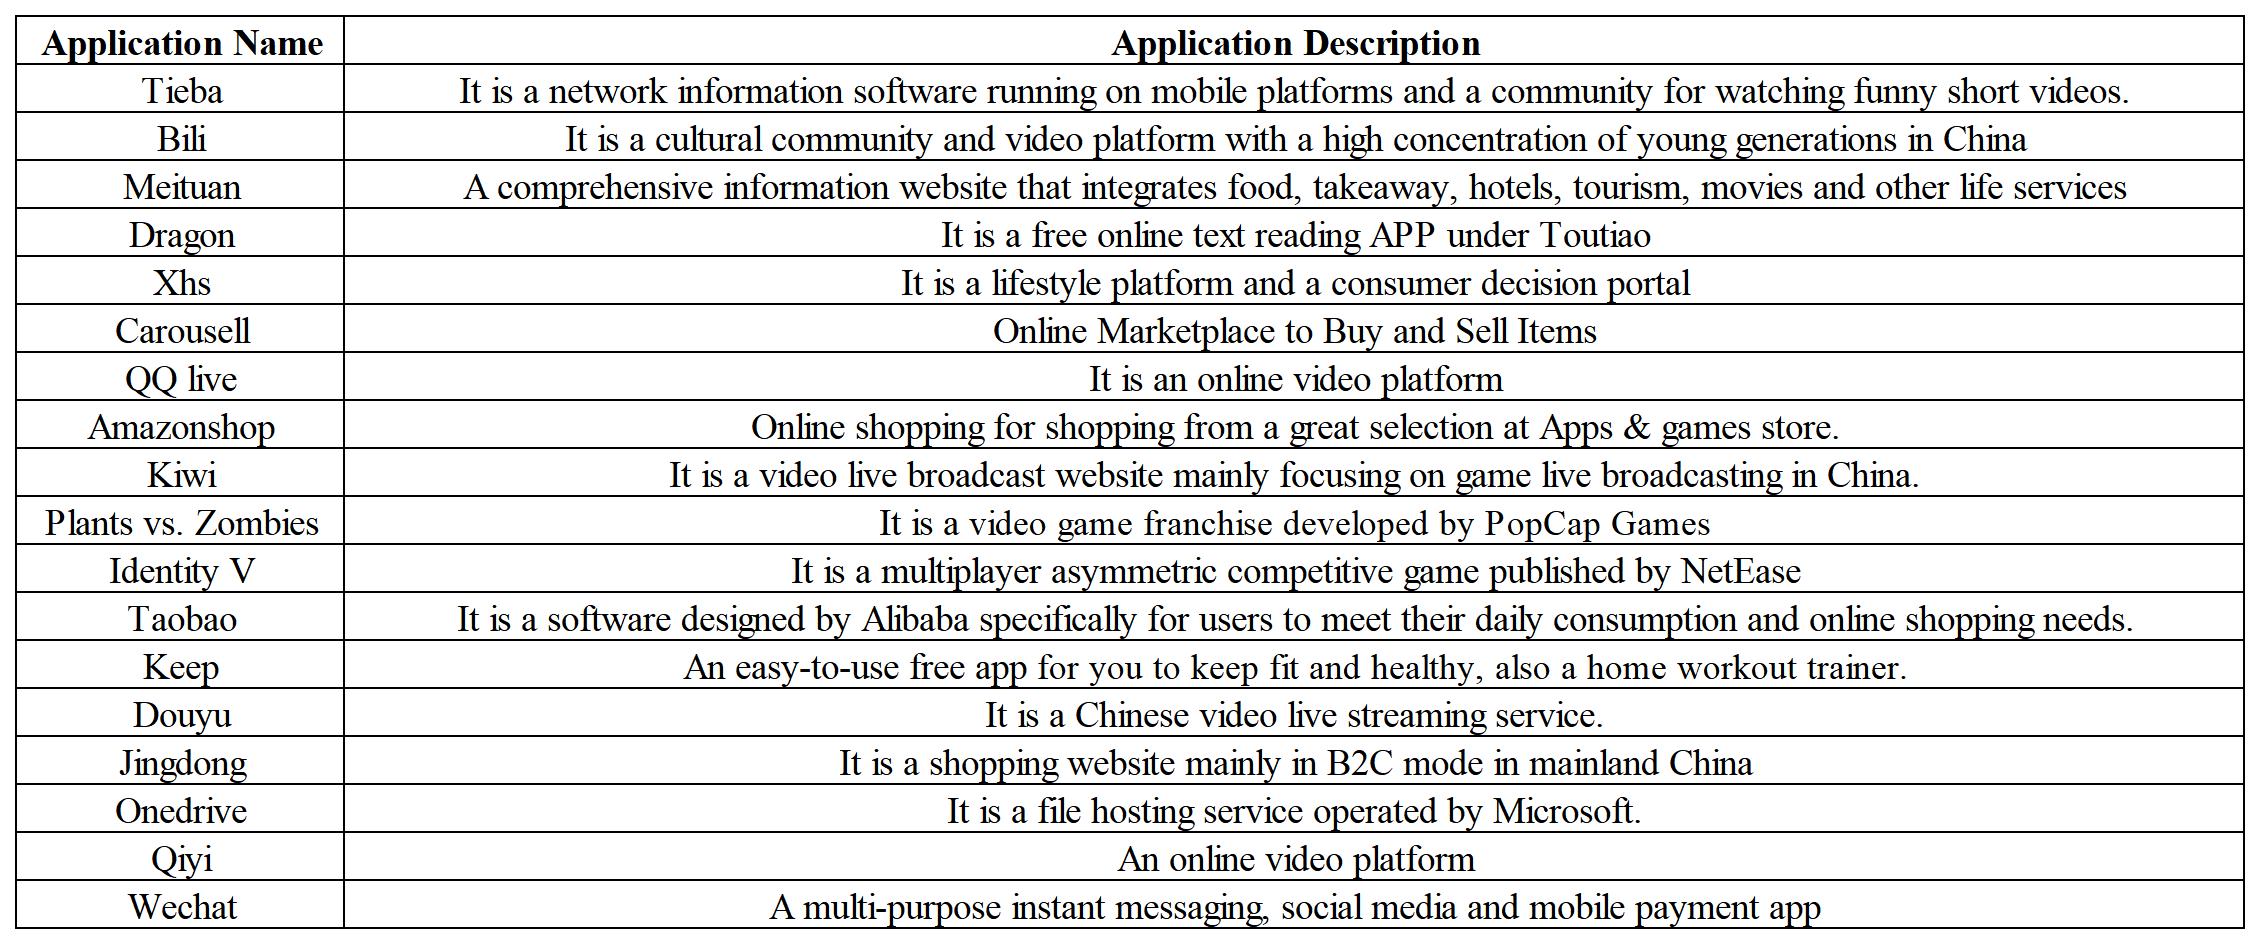 Application Name Application Description
Tieba It is a network information software running on mobile platforms and a community for watching funny short videos.
Bili It is a cultural community and video platform with a high concentration of young generations in China
Meituan A comprehensive information website that integrates food, takeaway, hotels, tourism, movies and other life services
Dragon It is a free online text reading APP under Toutiao
Xhs It is a lifestyle platform and a consumer decision portal
Carousell Online Marketplace to Buy and Sell Items
QQ live It is an online video platform
Amazonshop Online shopping for shopping from a great selection at Apps & games store.
Kiwi It is a video live broadcast website mainly focusing on game live broadcasting in China.
Plants vs. Zombies It is a video game franchise developed by PopCap Games
Identity V It is a multiplayer asymmetric competitive game published by NetEase
Taobao It is a software designed by Alibaba specifically for users to meet their daily consumption and online shopping needs.
Keep An easy-to-use free app for you to keep fit and healthy, also a home workout trainer.
Douyu It is a Chinese video live streaming service.
Jingdong It is a shopping website mainly in B2C mode in mainland China
Onedrive It is a file hosting service operated by Microsoft.
Qiyi An online video platform
Wechat A multi-purpose instant messaging, social media and mobile payment app